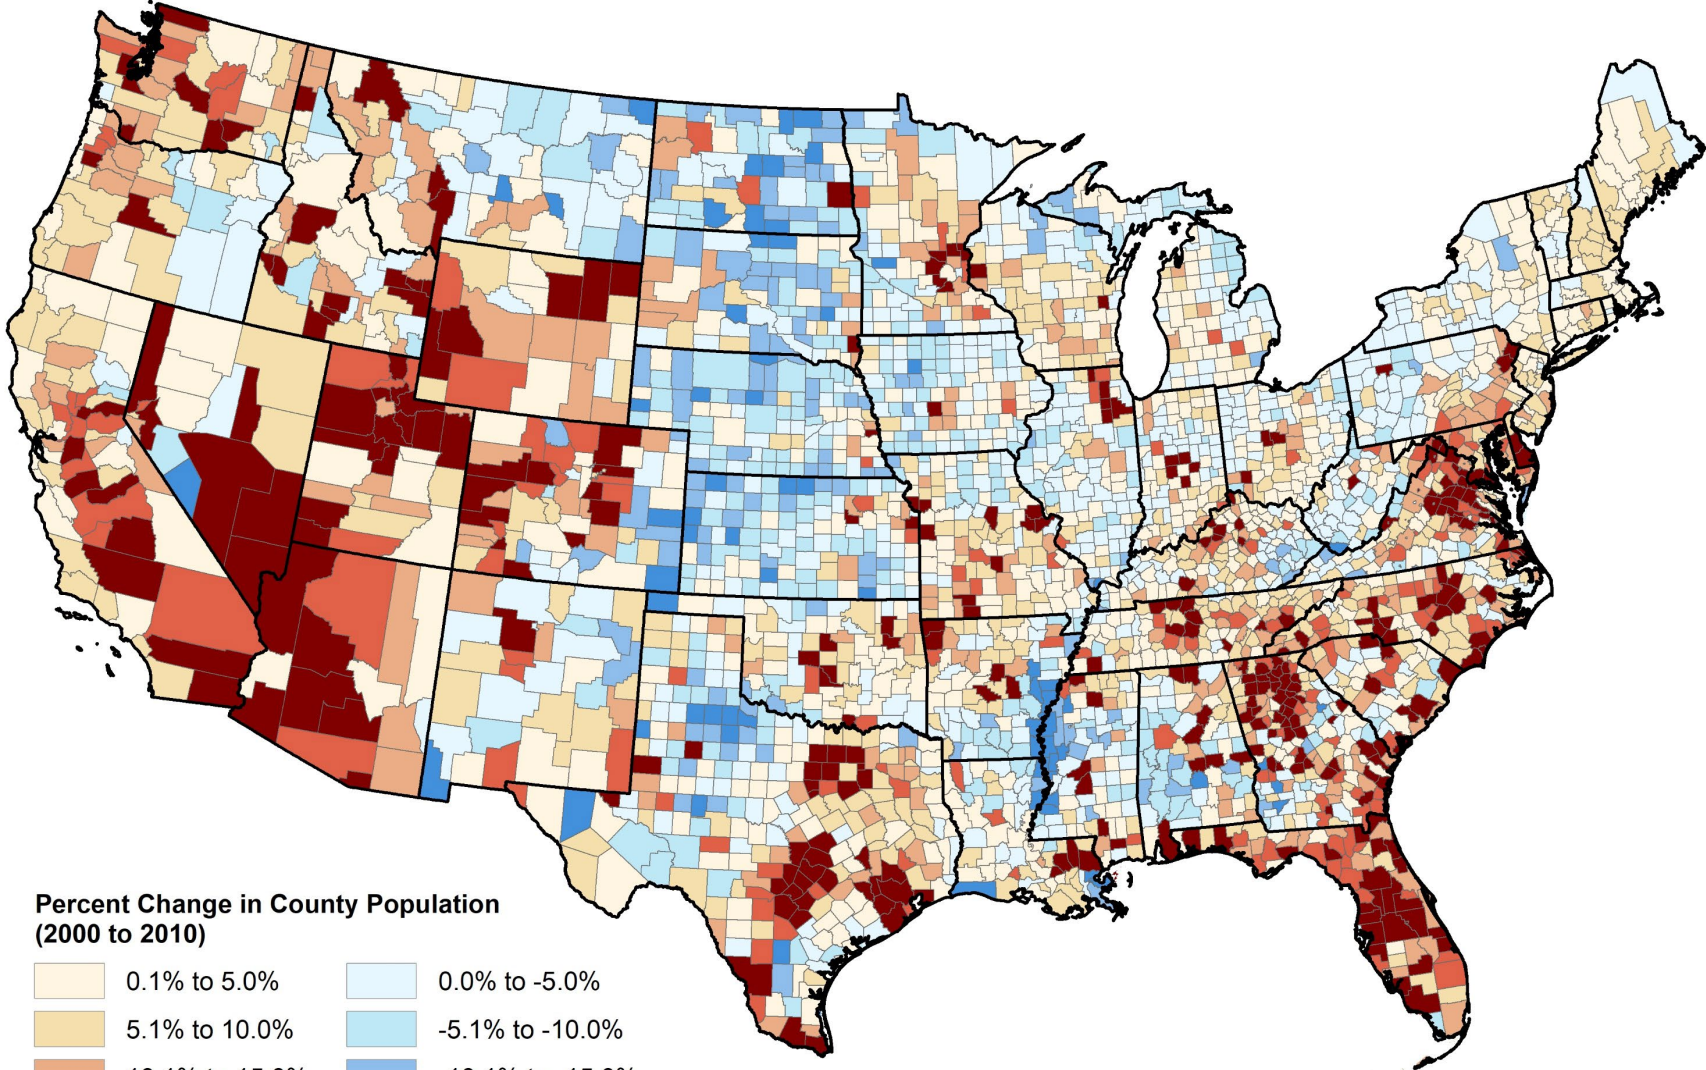 Percent Change in County Population
(2000 to 2010)
0.1% to 5.0%
0.0% to -5.0%
5.1% to 10.0%
-5.1% to -10.0%